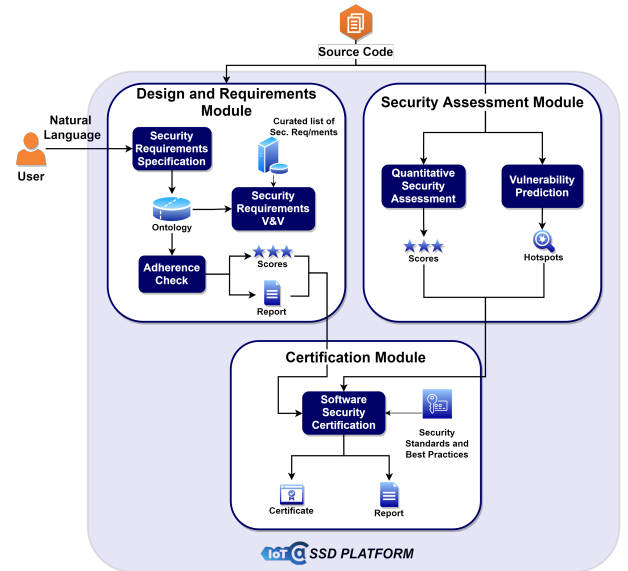 Source Code
Design and Requirements
Module
Security Assessment Module
Natural
Language
User
Security
Requirements
Specification
Curated list of
Sec. Req/ments
Ontology
Security
Requirements
V&V
Adherence
Check
Scores
Report
Quantitative
Security
Assessment
Vulnerability
Prediction
Scores
Hotspots
Certification Module
Software
Security
Certification
Security
Standards and
Best Practices
Certificate
Report
IoT@SSD PLATFORM